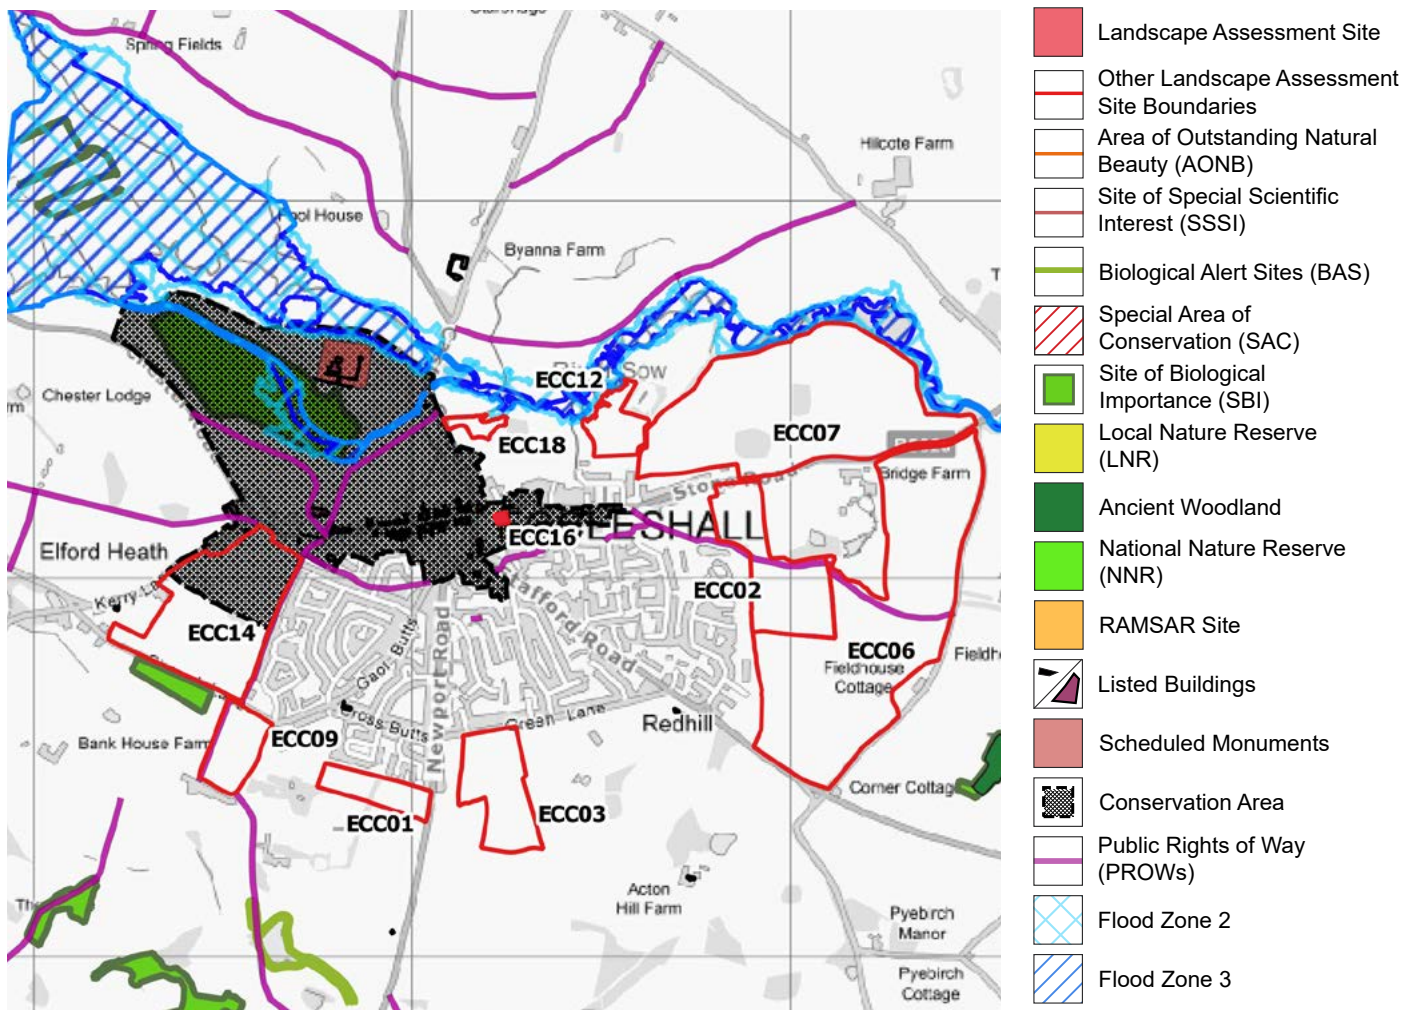 Spring Fields
Hilcote Farm
Pool House
Byanna Farm
Chester Lodge
ECC12
River Sow
ECC18
ECC07
Stone Road
Bridge Farm
ECC16
ECCLESHALL
Elford Heath
Kerry La
ECC14
ECC02
Stafford Road
ECC06
Fieldhouse
Cottage
Gaol Butts
Newport Road
Cross Butts
Green Lane
Redhill
Bank House Farm
ECC09
ECC01
ECC03
Corner Cottage
Acton
Hill Farm
Pyebirch
Manor
Pyebirch
Cottage
Landscape Assessment Site
Other Landscape Assessment
Site Boundaries
Area of Outstanding Natural
Beauty (AONB)
Site of Special Scientific
Interest (SSSI)
Biological Alert Sites (BAS)
Special Area of
Conservation (SAC)
Site of Biological
Importance (SBI)
Local Nature Reserve
(LNR)
Ancient Woodland
National Nature Reserve
(NNR)
RAMSAR Site
Listed Buildings
Scheduled Monuments
Conservation Area
Public Rights of Way
(PROWs)
Flood Zone 2
Flood Zone 3